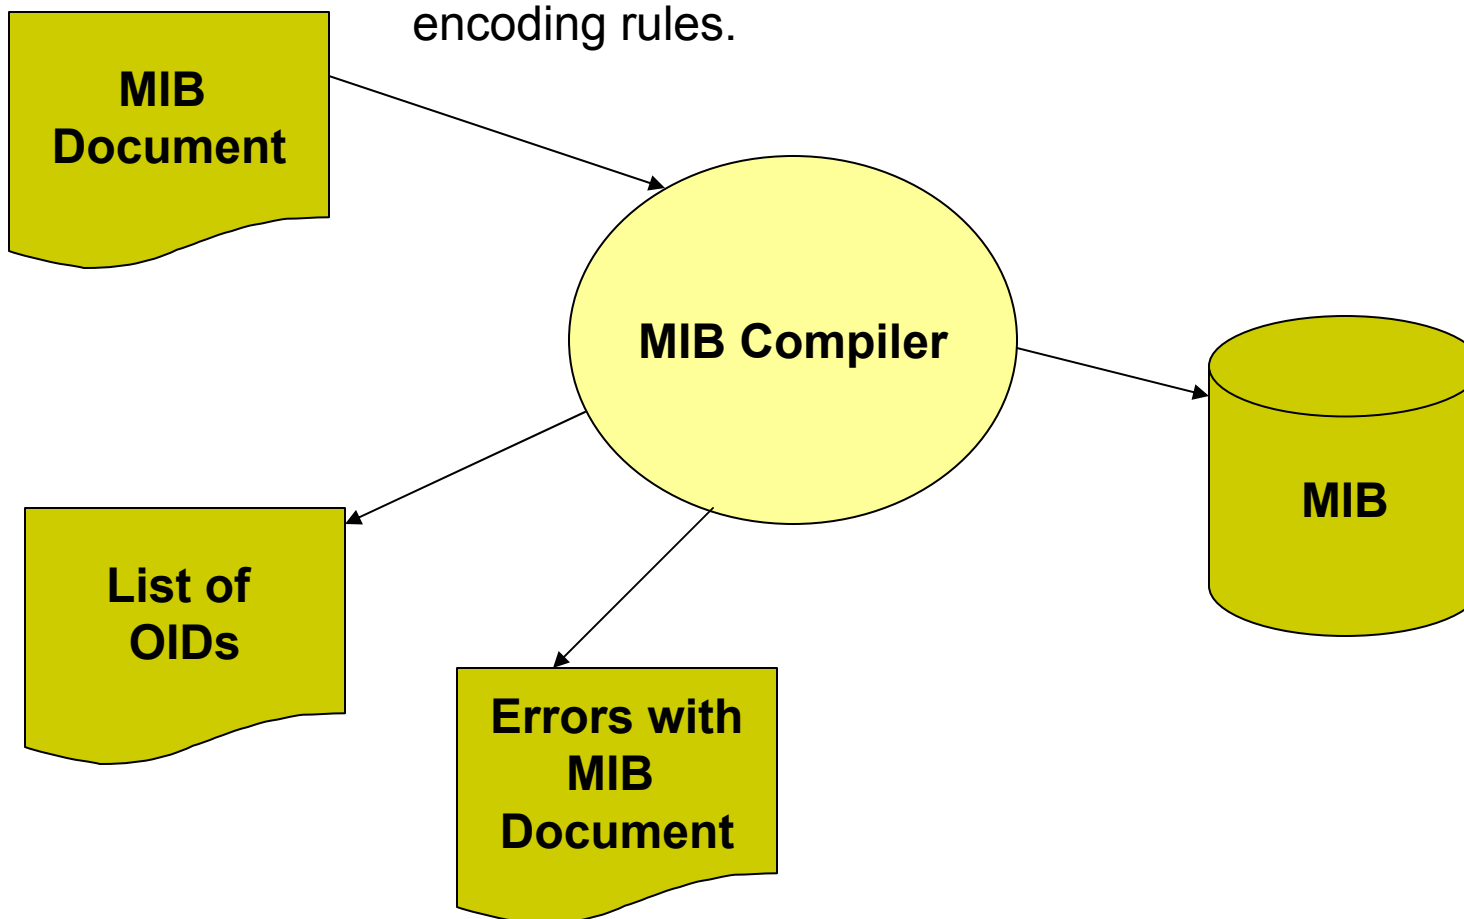 encoding rules.
MIB
Document
MIB Compiler
MIB
List of
OIDs
Errors with
MIB
Document